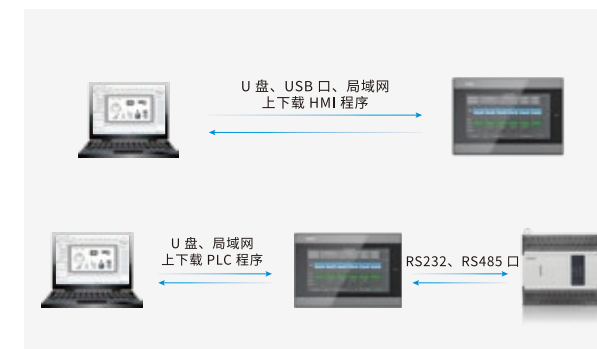 U 盘、USB 口、局域网
上下载 HMI 程序
U 盘、局域网
上下载 PLC 程序
RS232、RS485 口